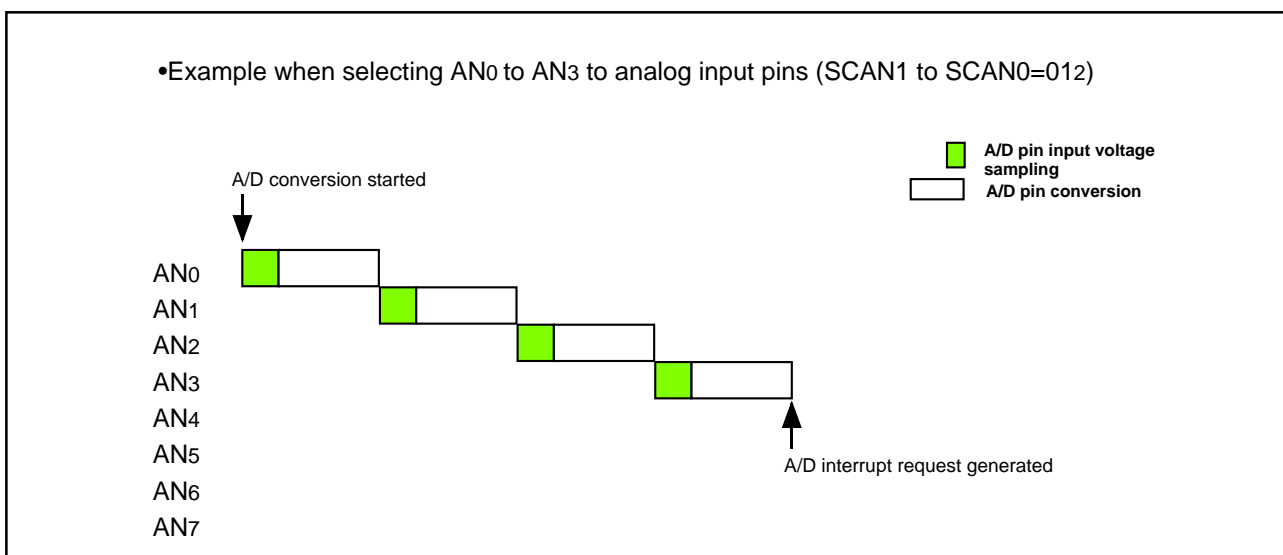 •Example when selecting AN0 to AN3 to analog input pins (SCAN1 to SCAN0=012)
A/D pin input voltage
sampling
A/D pin conversion
A/D conversion started
AN0
AN1
AN2
AN3
AN4
AN5
AN6
AN7
A/D interrupt request generated